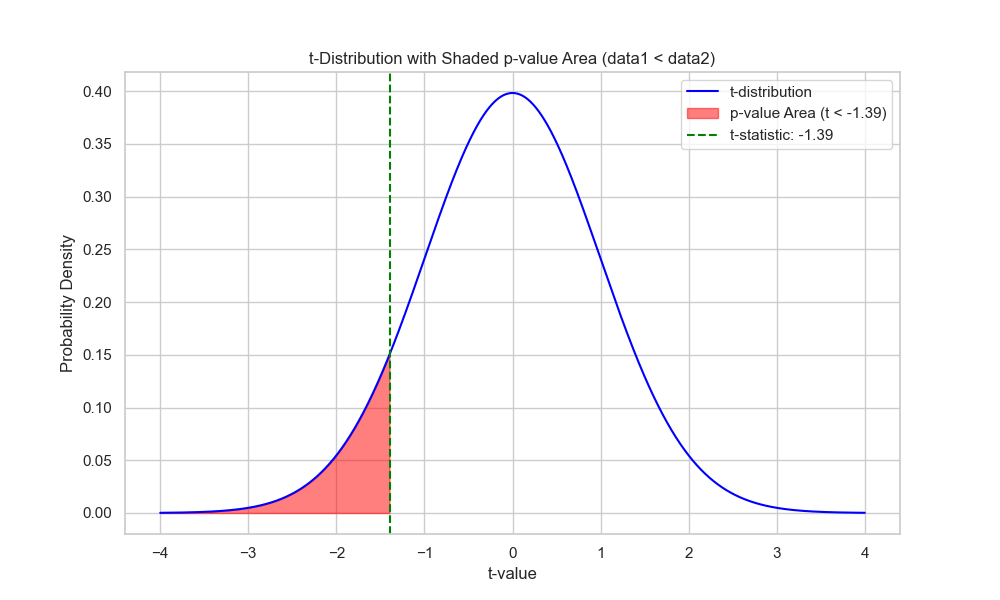 t-Distribution with Shaded p-value Area (data1 < data2)
t-distribution
p-value Area (t < -1.39)
t-statistic: -1.39
Probability Density
0.40
0.35
0.30
0.25
0.20
0.15
0.10
0.05
0.00
−4 −3 −2 −1 0 1 2 3 4
t-value